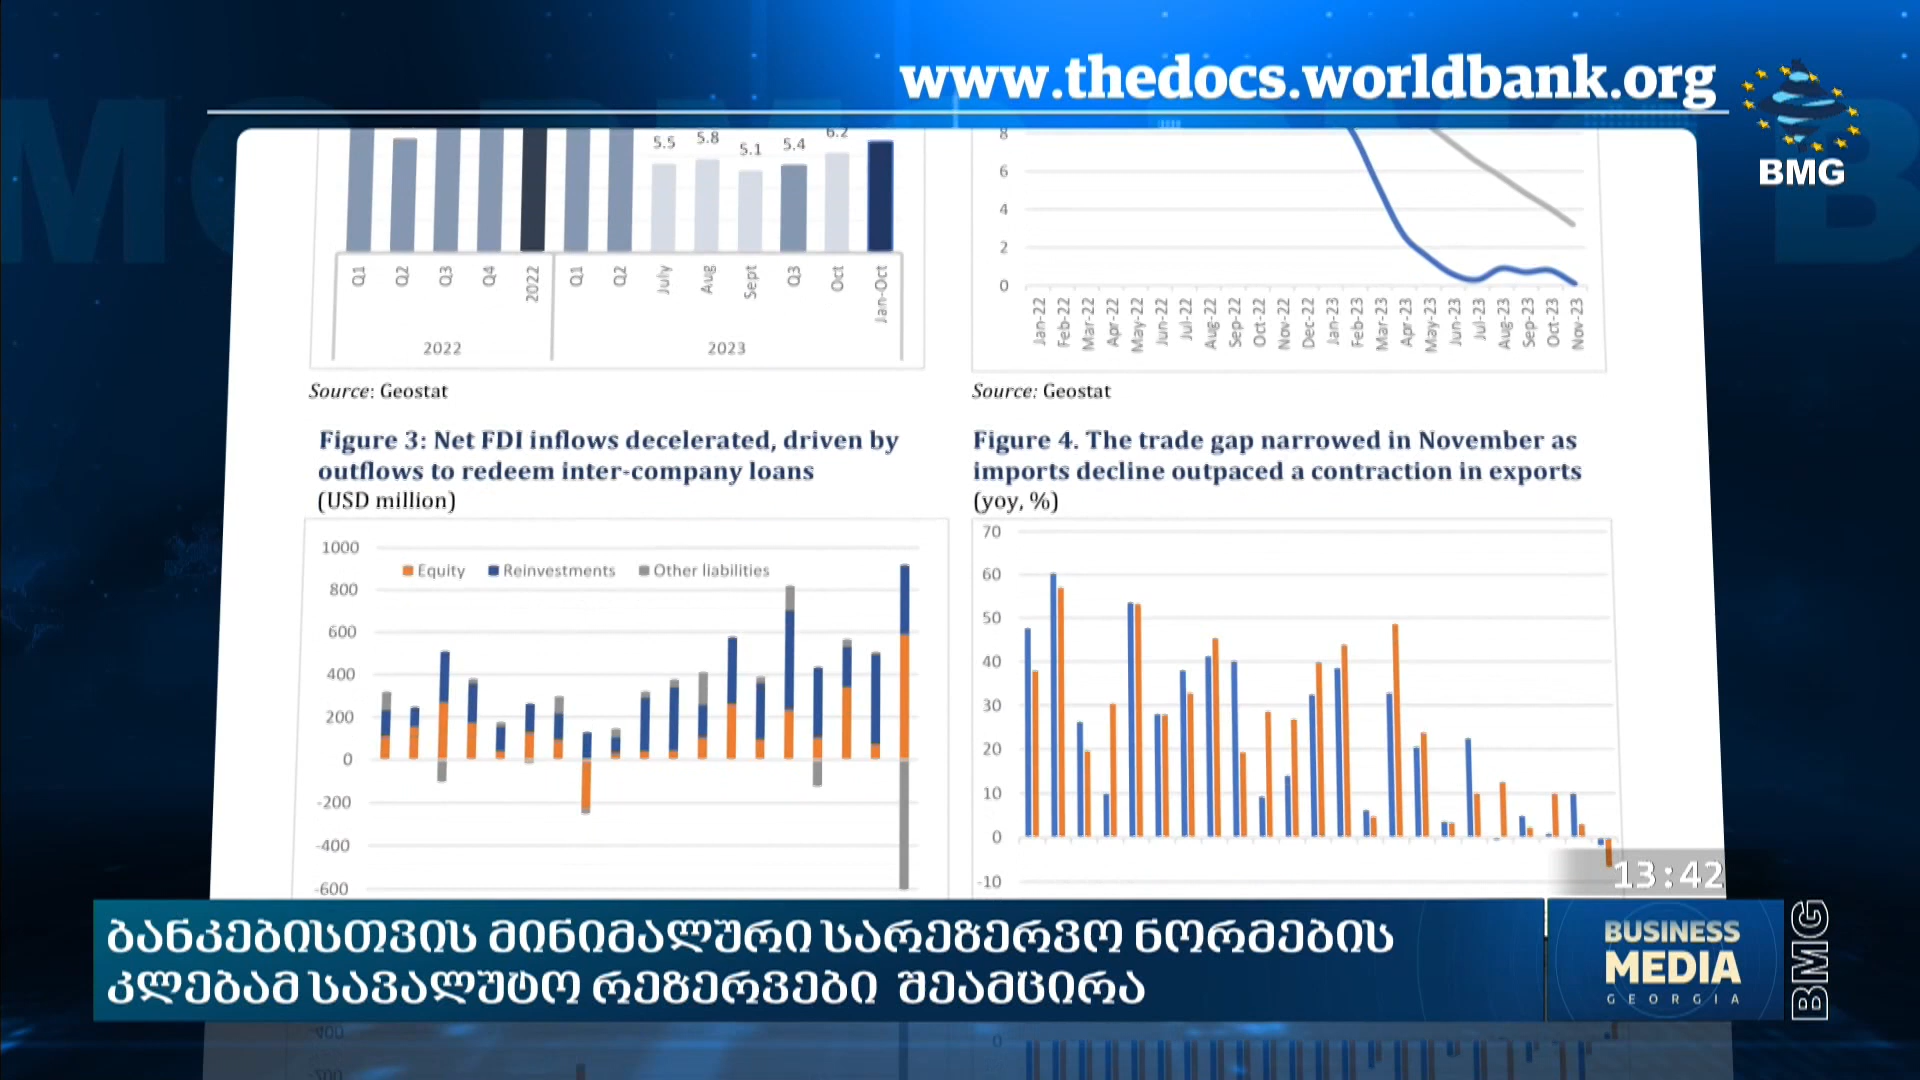 www.thedocs.worldbank.org
BMG
5.5 5.8 5.1 5.4 6.2
Q1 Q2 Q3 Q4 2022 Q1 Q2 July Aug Sept Q3 Oct Jan-Oct
2022 2023
8
6
4
2
0
Jan-22 Feb-22 Mar-22 Apr-22 May-22 Jun-22 Jul-22 Aug-22 Sep-22 Oct-22 Nov-22 Dec-22 Jan-23 Feb-23 Mar-23 Apr-23 May-23 Jun-23 Jul-23 Aug-23 Sep-23 Oct-23 Nov-23
Source: Geostat
Source: Geostat
Figure 3: Net FDI inflows decelerated, driven by
outflows to redeem inter-company loans
(USD million)
1000
Equity Reinvestments Other liabilities
800
600
400
200
0
-200
-400
-600
Figure 4. The trade gap narrowed in November as
imports decline outpaced a contraction in exports
(yoy, %)
70
60
50
40
30
20
10
0
-10
13:42
ბანკებისთვის მინიმალური სარეზერვო ნორმების
კლებამ სავალუტო რეზერვები შეამცირა
BUSINESS
MEDIA
GEORGIA
BMG